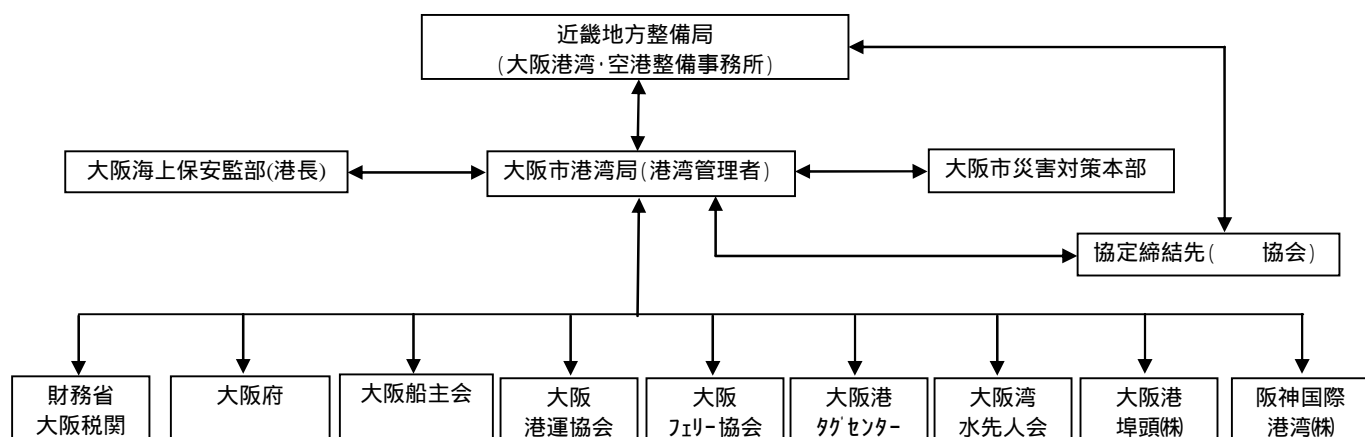 近畿地方整備局
(大阪港湾・空港整備事務所)
大阪海上保安監部(港長)
大阪市港湾局(港湾管理者)
大阪市災害対策本部
協定締結先(　　協会)
財務省
大阪税関
大阪府
大阪船主会
大阪
港運協会
大阪
フェリー協会
大阪港
タグセンター
大阪湾
水先人会
大阪港
埠頭㈱
阪神国際
港湾㈱